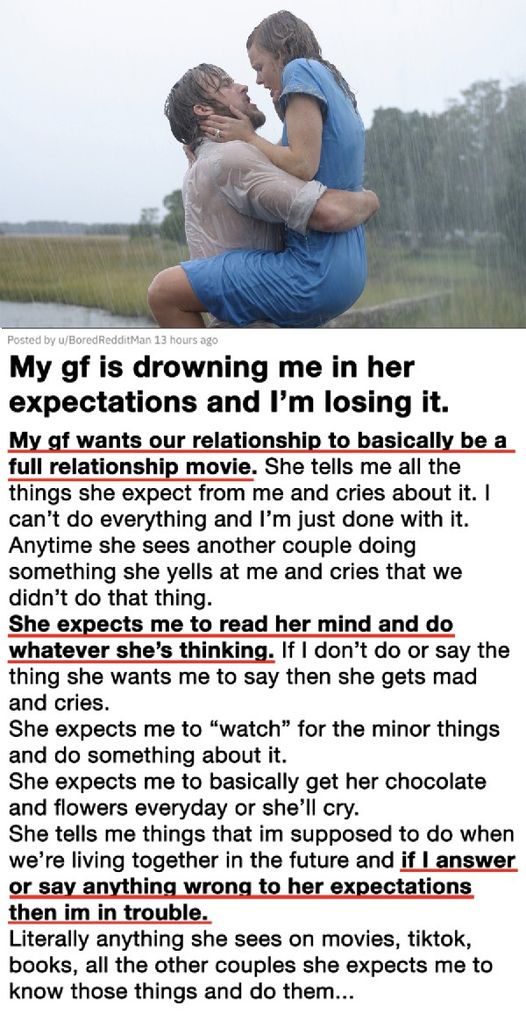 Posted by u/BoredRedditMan 13 hours ago
My gf is drowning me in her
expectations and I'm losing it.
My gf wants our relationship to basically be a
full relationship movie. She tells me all the
things she expect from me and cries about it. I
can't do everything and I'm just done with it.
Anytime she sees another couple doing
something she yells at me and cries that we
didn't do that thing.
She expects me to read her mind and do
whatever she's thinking. If I don't do or say the
thing she wants me to say then she gets mad
and cries.
She expects me to “watch” for the minor things
and do something about it.
She expects me to basically get her chocolate
and flowers everyday or she'll cry.
She tells me things that im supposed to do when
we're living together in the future and if I answer
or say anything wrong to her expectations
then im in trouble.
Literally anything she sees on movies, tiktok,
books, all the other couples she expects me to
know those things and do them...